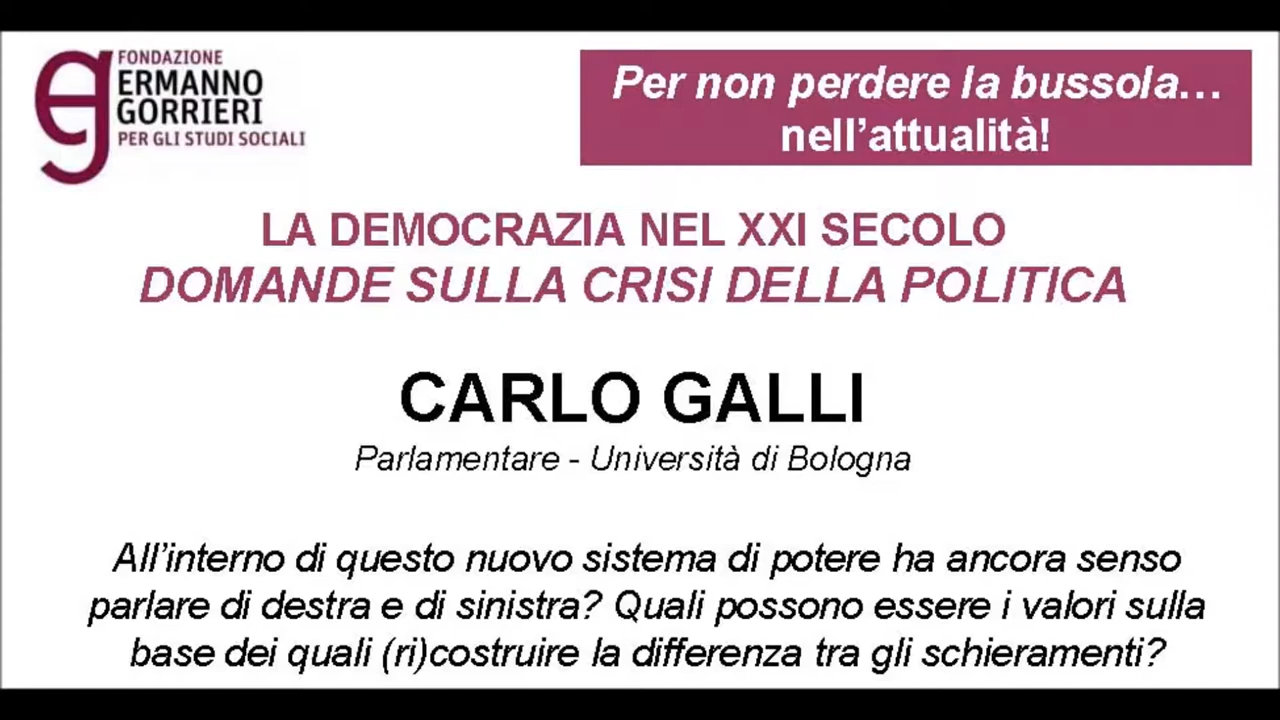 FONDAZIONE
ERMANNO
GORRIERI
PER GLI STUDI SOCIALI
Per non perdere la bussola…
nell’attualità!
LA DEMOCRAZIA NEL XXI SECOLO
DOMANDE SULLA CRISI DELLA POLITICA
CARLO GALLI
Parlamentare - Università di Bologna
All’interno di questo nuovo sistema di potere ha ancora senso
parlare di destra e di sinistra? Quali possono essere i valori sulla
base dei quali (ri)costruire la differenza tra gli schieramenti?